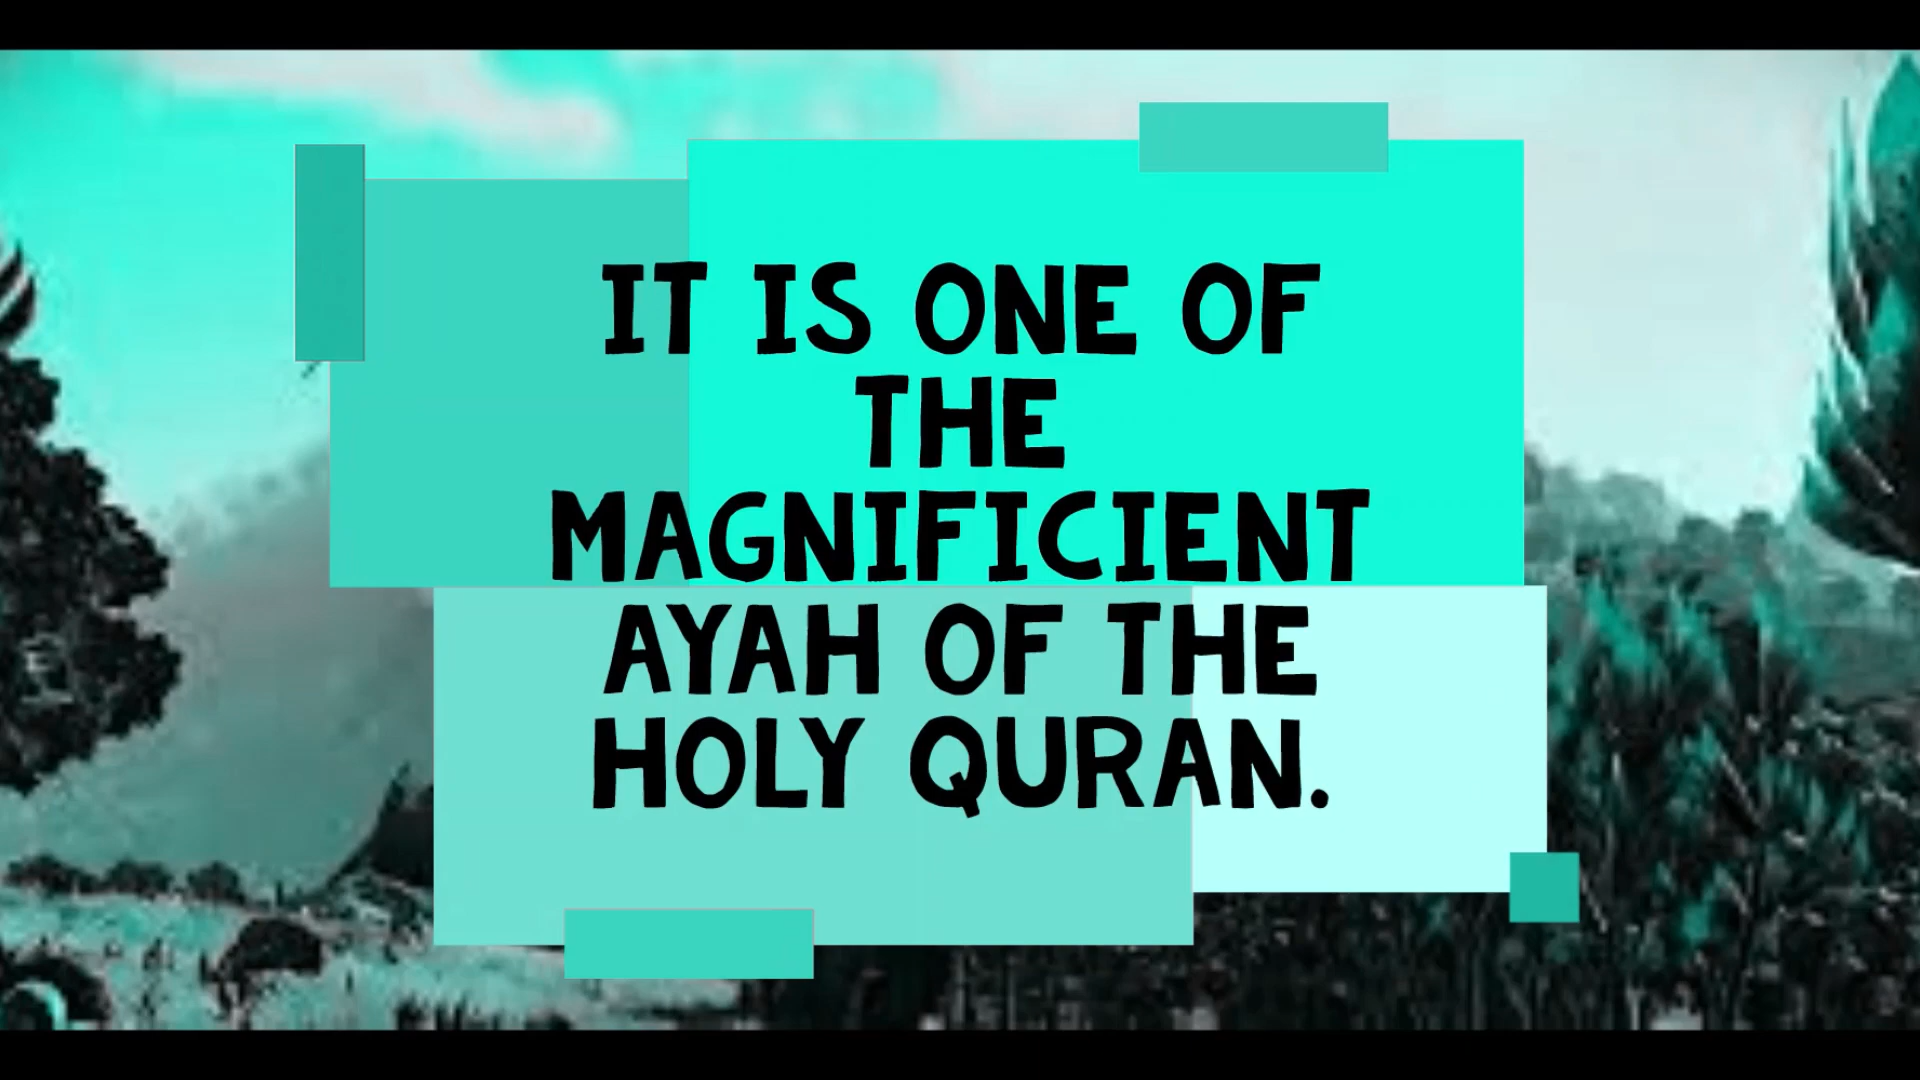 IT IS ONE OF
THE
MAGNIFICIENT
AYAH OF THE
HOLY QURAN.